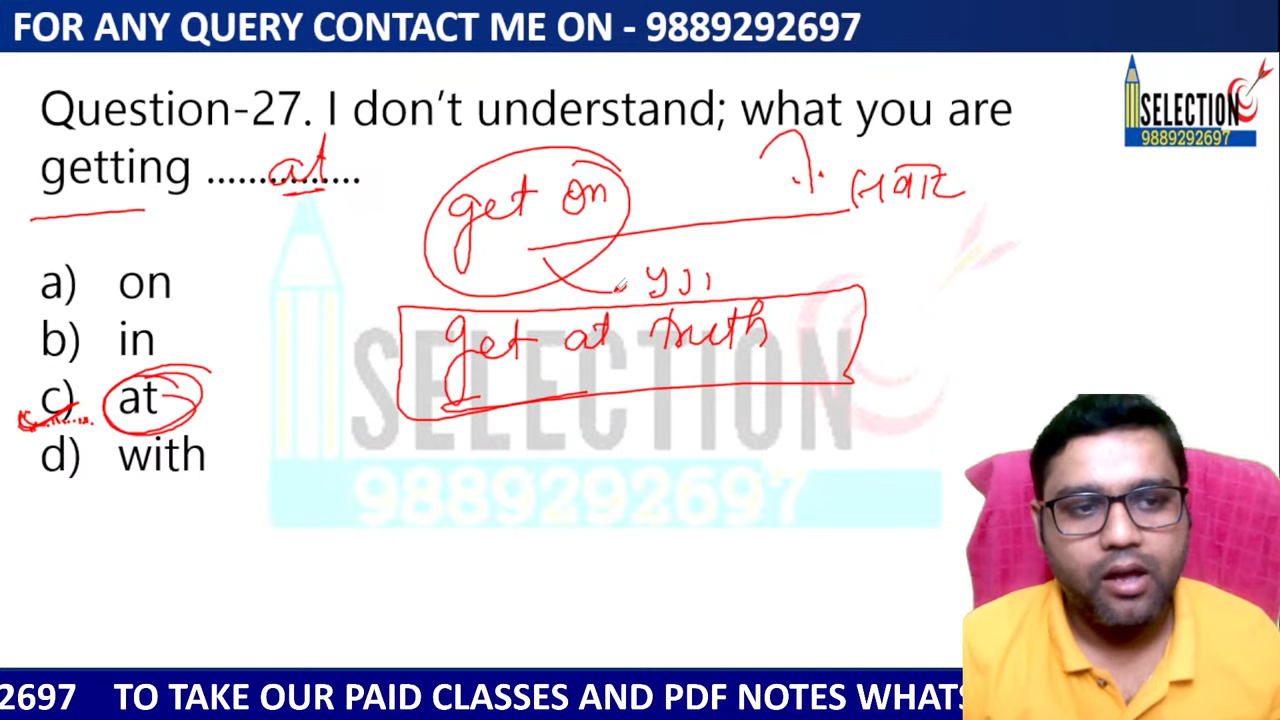 FOR ANY QUERY CONTACT ME ON - 9889292697
SELECTION
9889292697
Question-27. I don’t understand; what you are
getting ..............
at
get on
सवार
a) on
b) in
get at truth
c) at
d) with
SELECTION
9889292697
2697 TO TAKE OUR PAID CLASSES AND PDF NOTES WHATS